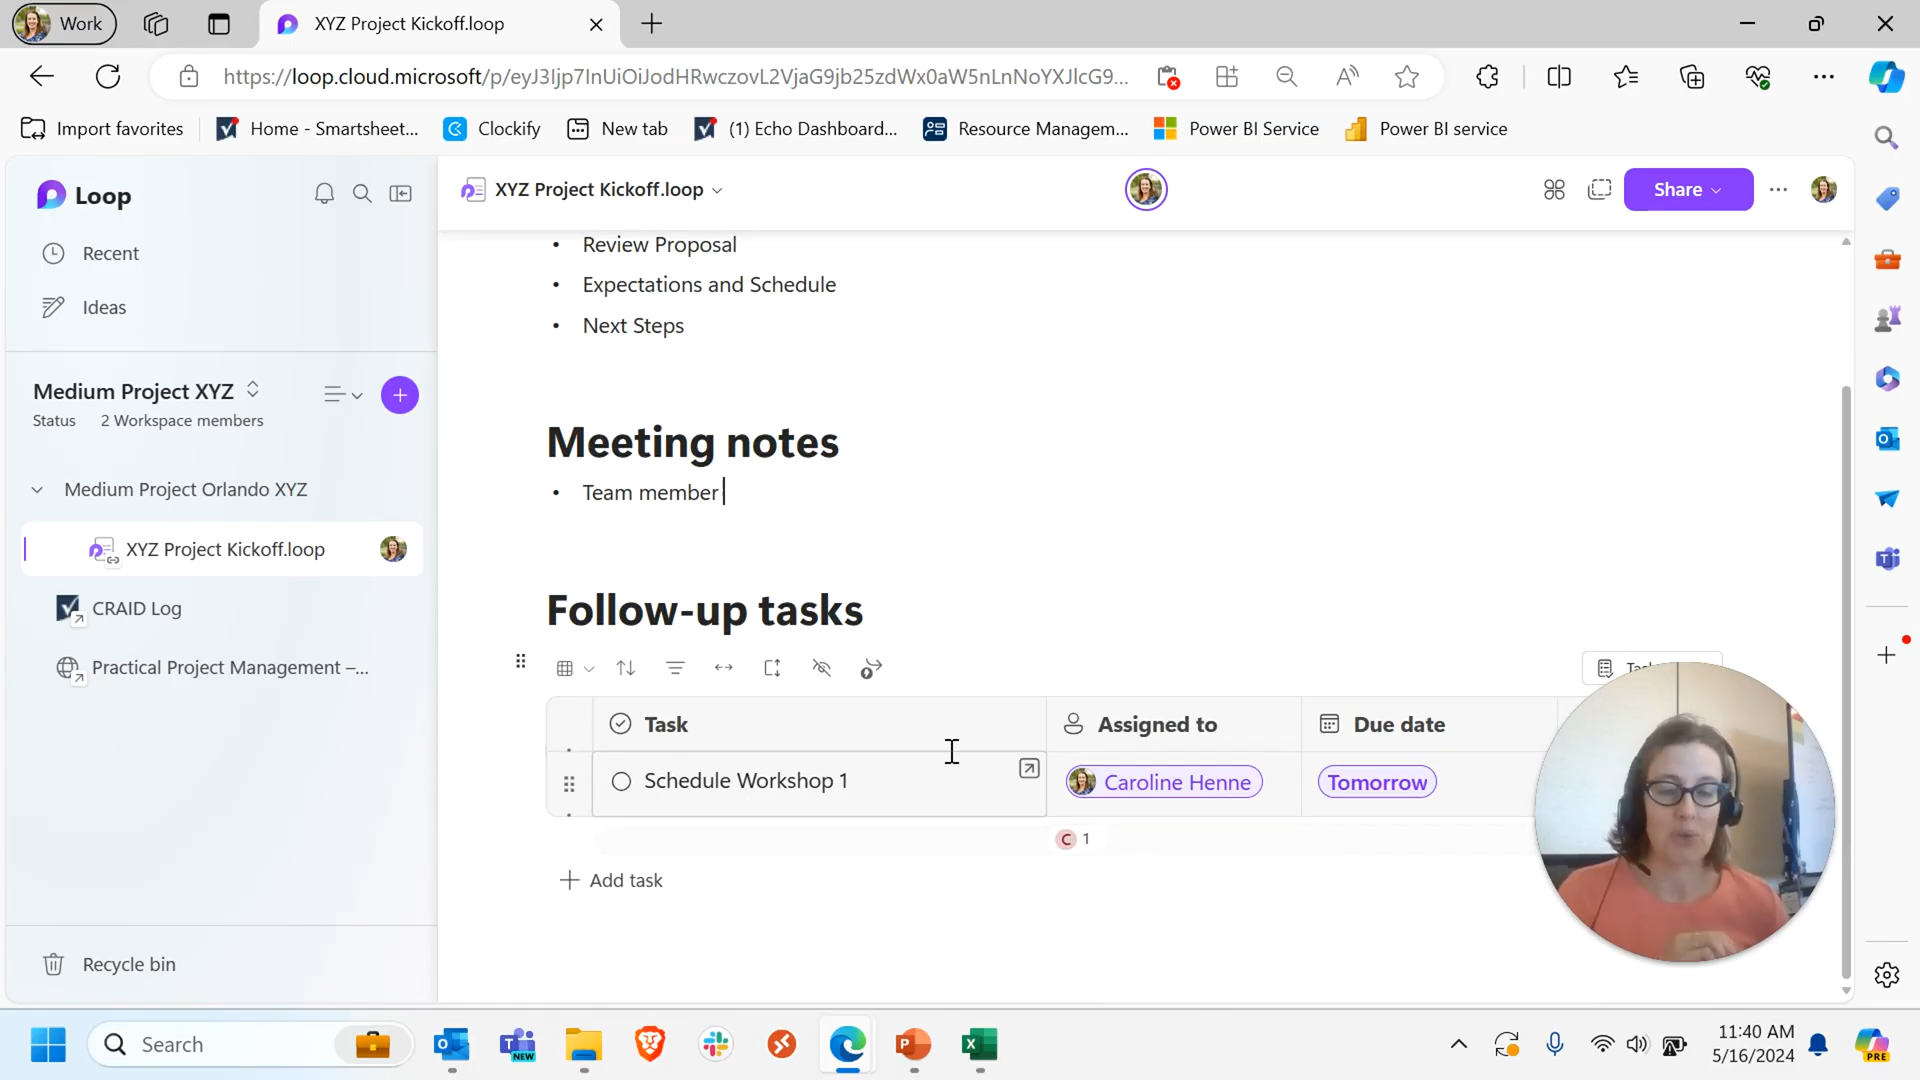 Work
XYZ Project Kickoff.loop
https://loop.cloud.microsoft/p/
Import favorites
Home - Smartsheet...
Clockify
New tab
(1) Echo Dashboard...
Resource Managem...
Power BI Service
Power BI service
Loop
Recent
Ideas
Medium Project XYZ
Status
2 Workspace members
Medium Project Orlando XYZ
XYZ Project Kickoff.loop
CRAID Log
Practical Project Management –...
Recycle bin
XYZ Project Kickoff.loop
Share
• Review Proposal
• Expectations and Schedule
• Next Steps
Meeting notes
• Team member
Follow-up tasks
Task
Assigned to
Due date
Schedule Workshop 1
Caroline Henne
Tomorrow
C 1
Add task
Search
NEW
11:40 AM
5/16/2024
PRE